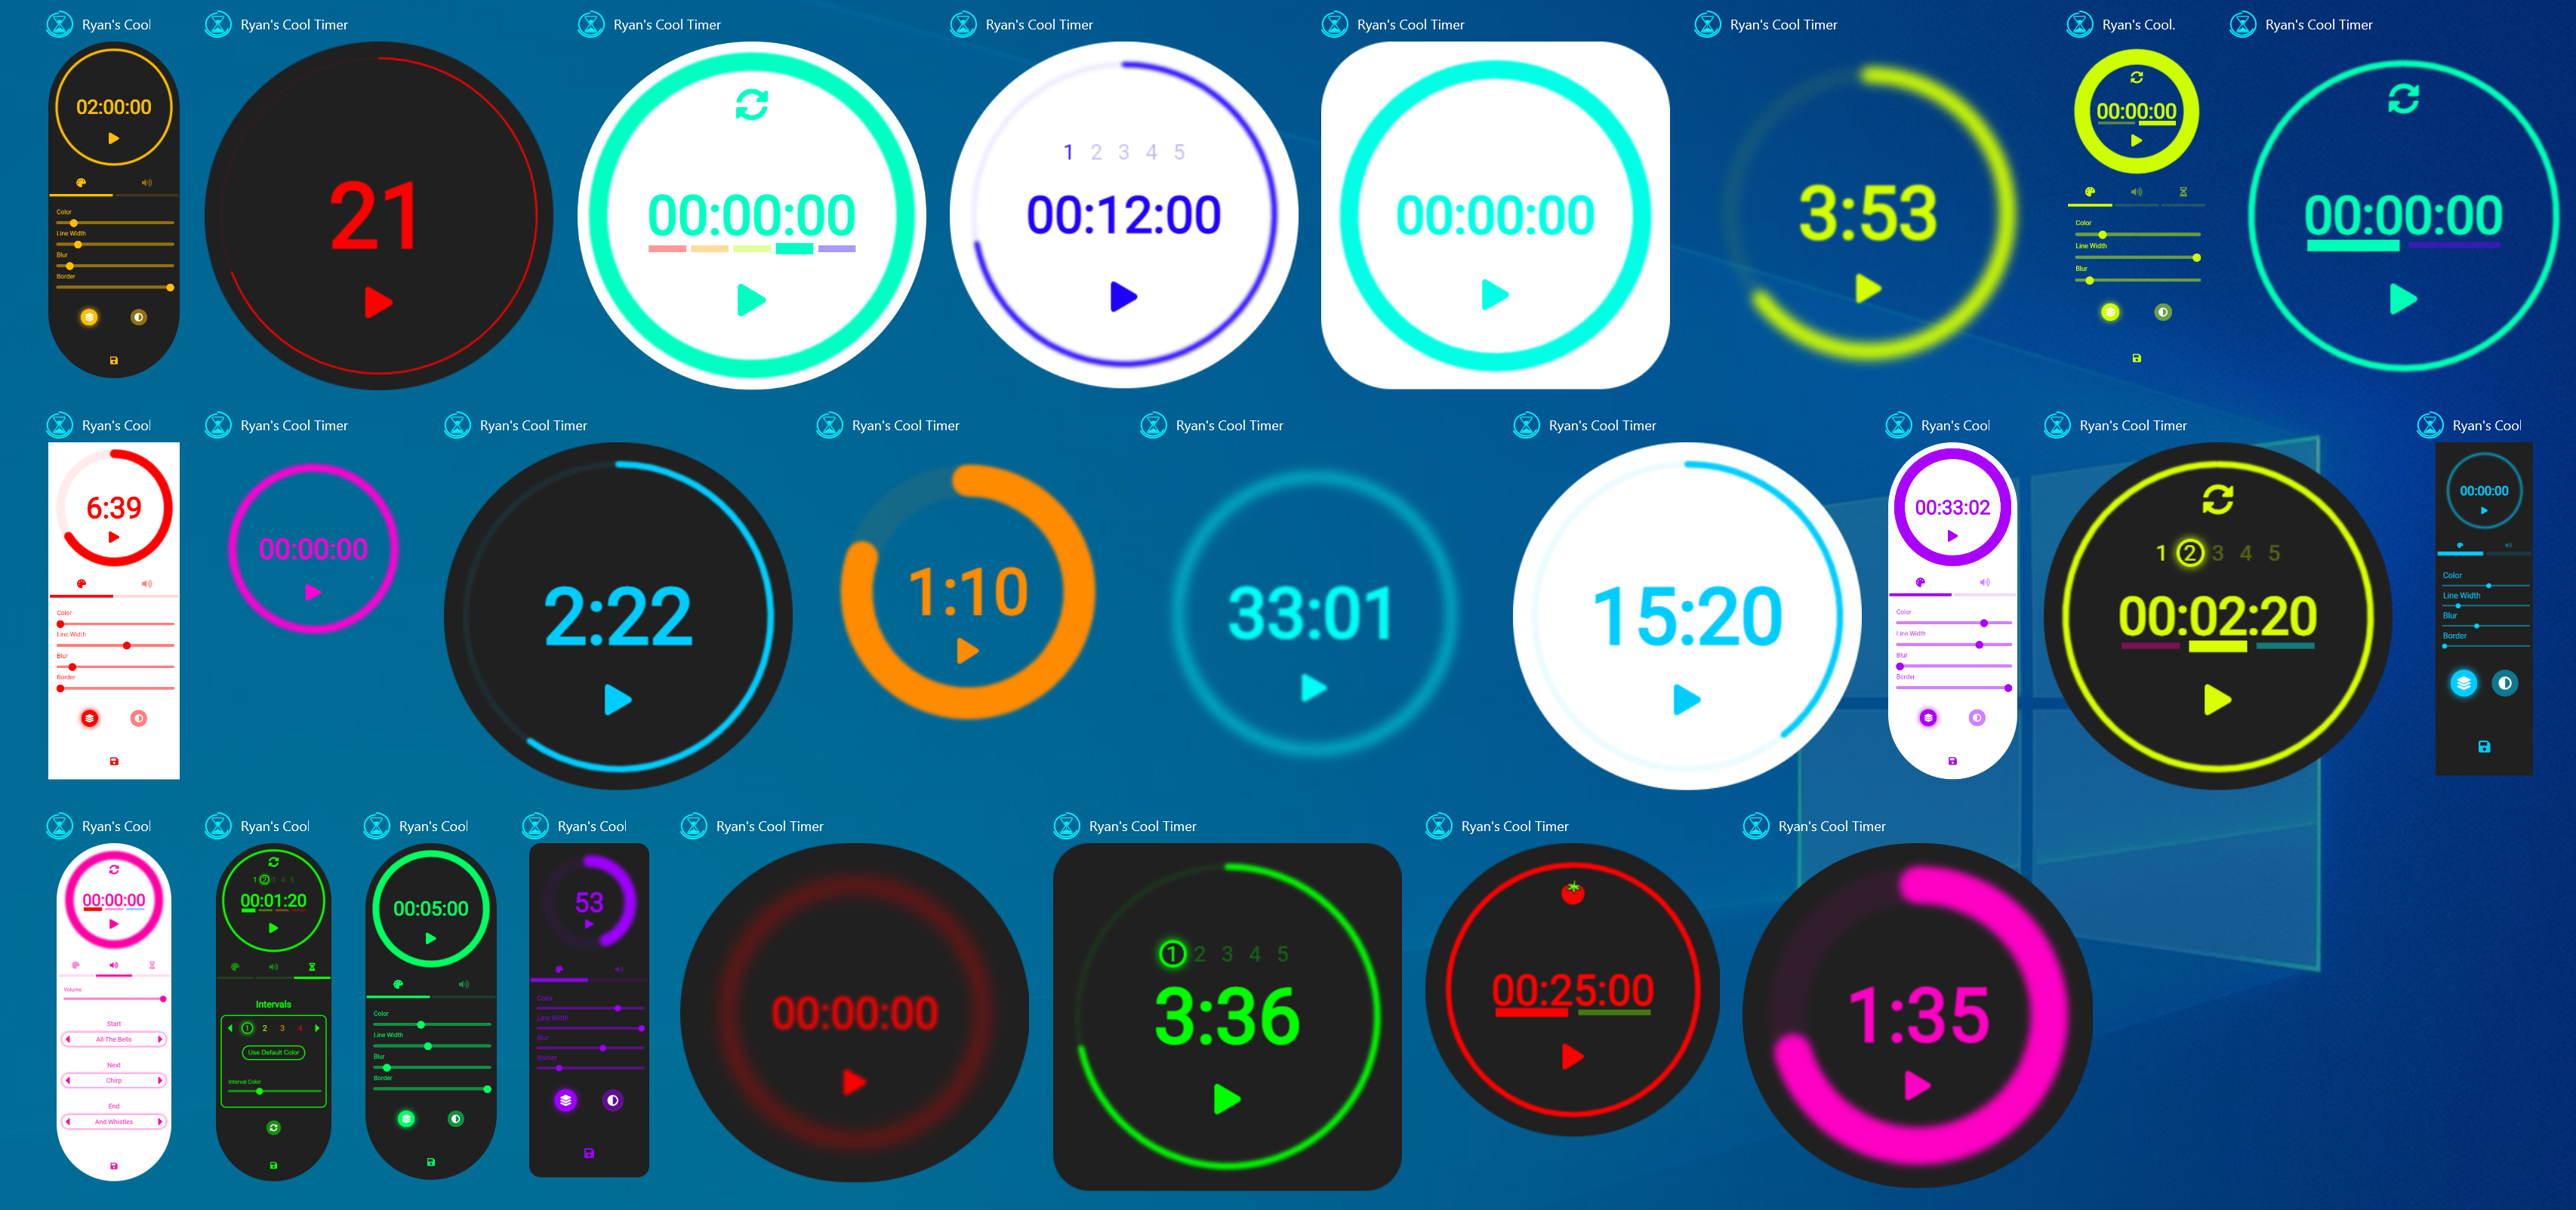 Ryan's Cool
Ryan's Cool Timer
Ryan's Cool Timer
Ryan's Cool Timer
Ryan's Cool Timer
Ryan's Cool Timer
Ryan's Cool.
Ryan's Cool Timer
02:00:00
Color
Line Width
Blur
Border
21
00:00:00
1 2 3 4 5
00:12:00
00:00:00
3:53
00:00:00
Color
Line Width
Blur
00:00:00
Ryan's Cool
Ryan's Cool Timer
Ryan's Cool Timer
Ryan's Cool Timer
Ryan's Cool Timer
Ryan's Cool Timer
Ryan's Cool
Ryan's Cool Timer
Ryan's Cool
6:39
Color
Line Width
Blur
Border
00:00:00
2:22
1:10
33:01
15:20
00:33:02
Color
Line Width
Blur
Border
1 2 3 4 5
00:02:20
00:00:00
Color
Line Width
Blur
Border
Ryan's Cool
Ryan's Cool
Ryan's Cool
Ryan's Cool
Ryan's Cool Timer
Ryan's Cool Timer
Ryan's Cool Timer
Ryan's Cool Timer
00:00:00
Volume
Start
All The Bells
Next
Chirp
End
And Whistles
1 2 3 4 5
00:01:20
Intervals
1 2 3 4
Use Default Color
Interval Color
00:05:00
Color
Line Width
Blur
Border
53
Color
Line Width
Blur
Border
00:00:00
1 2 3 4 5
3:36
00:25:00
1:35